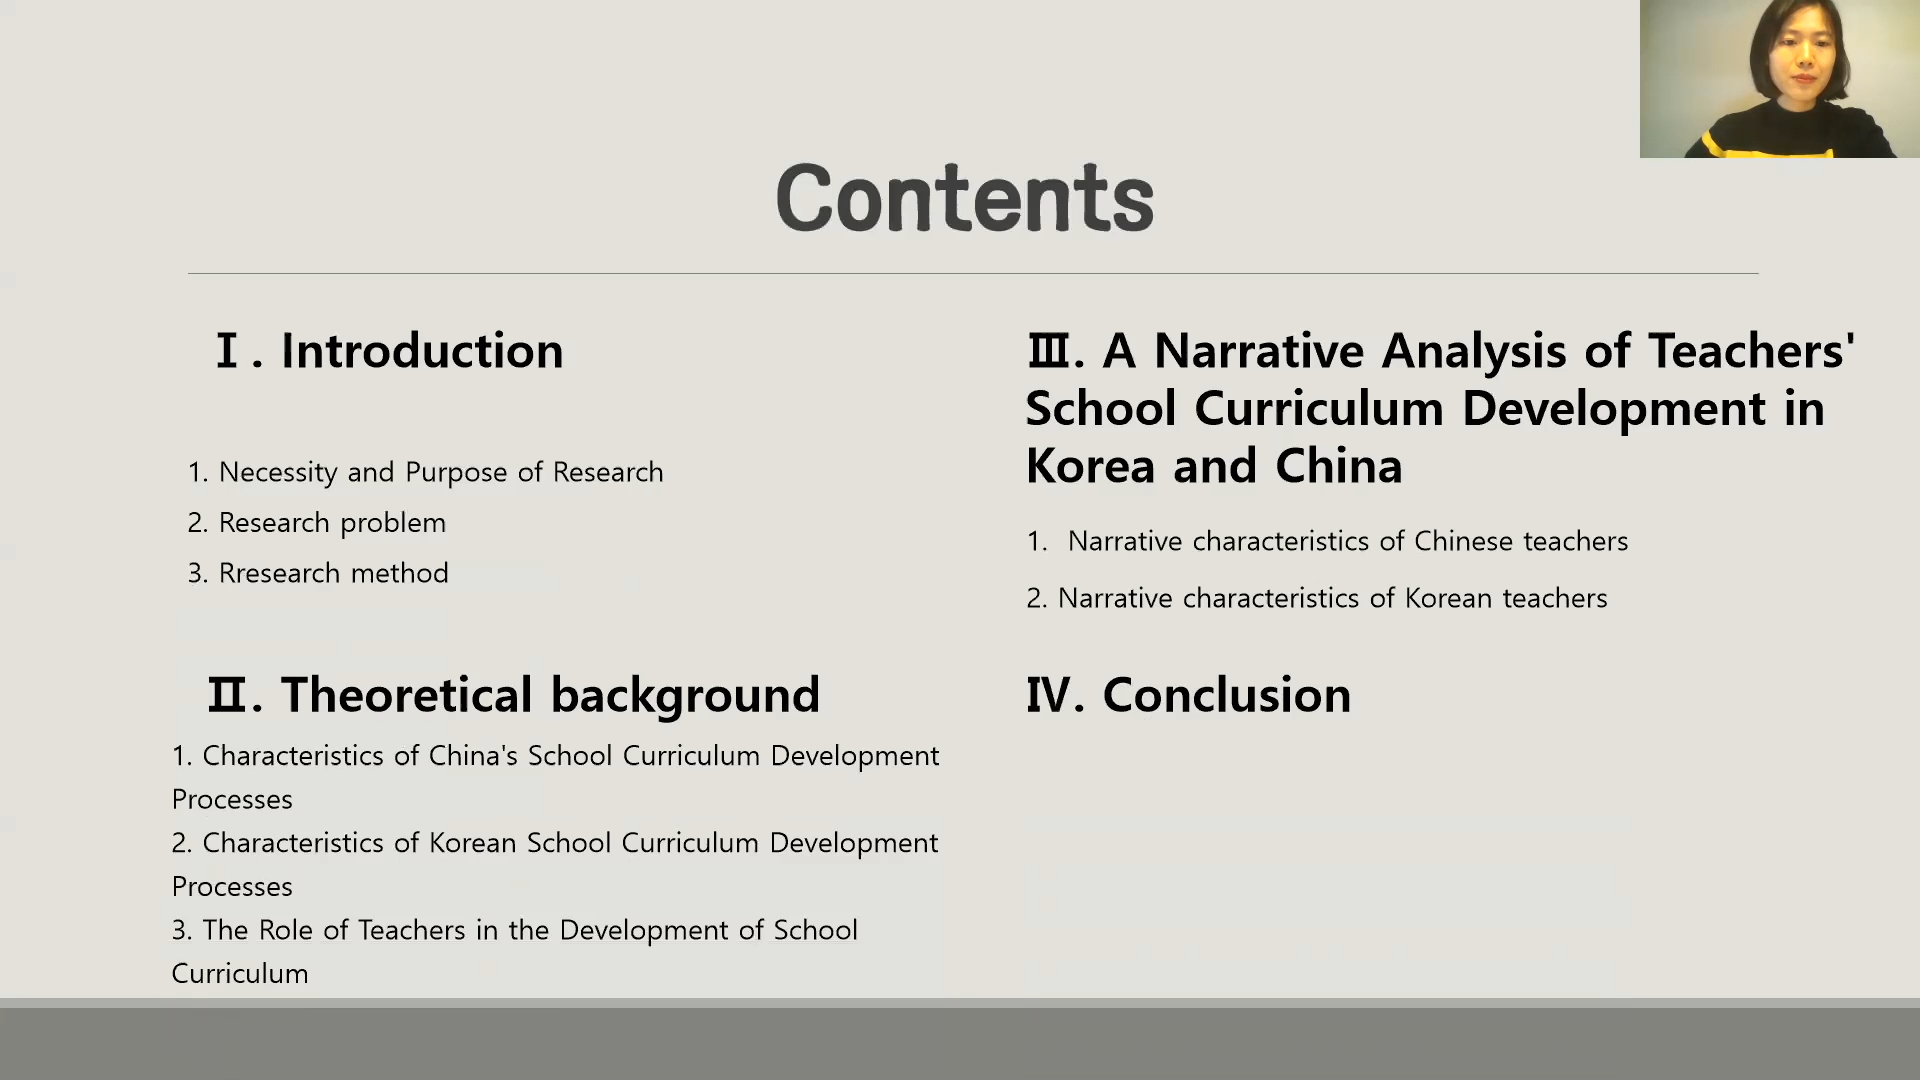 Contents
Ⅰ. Introduction
1. Necessity and Purpose of Research
2. Research problem
3. Rresearch method
Ⅱ. Theoretical background
1. Characteristics of China's School Curriculum Development
Processes
2. Characteristics of Korean School Curriculum Development
Processes
3. The Role of Teachers in the Development of School
Curriculum
Ⅲ. A Narrative Analysis of Teachers'
School Curriculum Development in
Korea and China
1. Narrative characteristics of Chinese teachers
2. Narrative characteristics of Korean teachers
Ⅳ. Conclusion